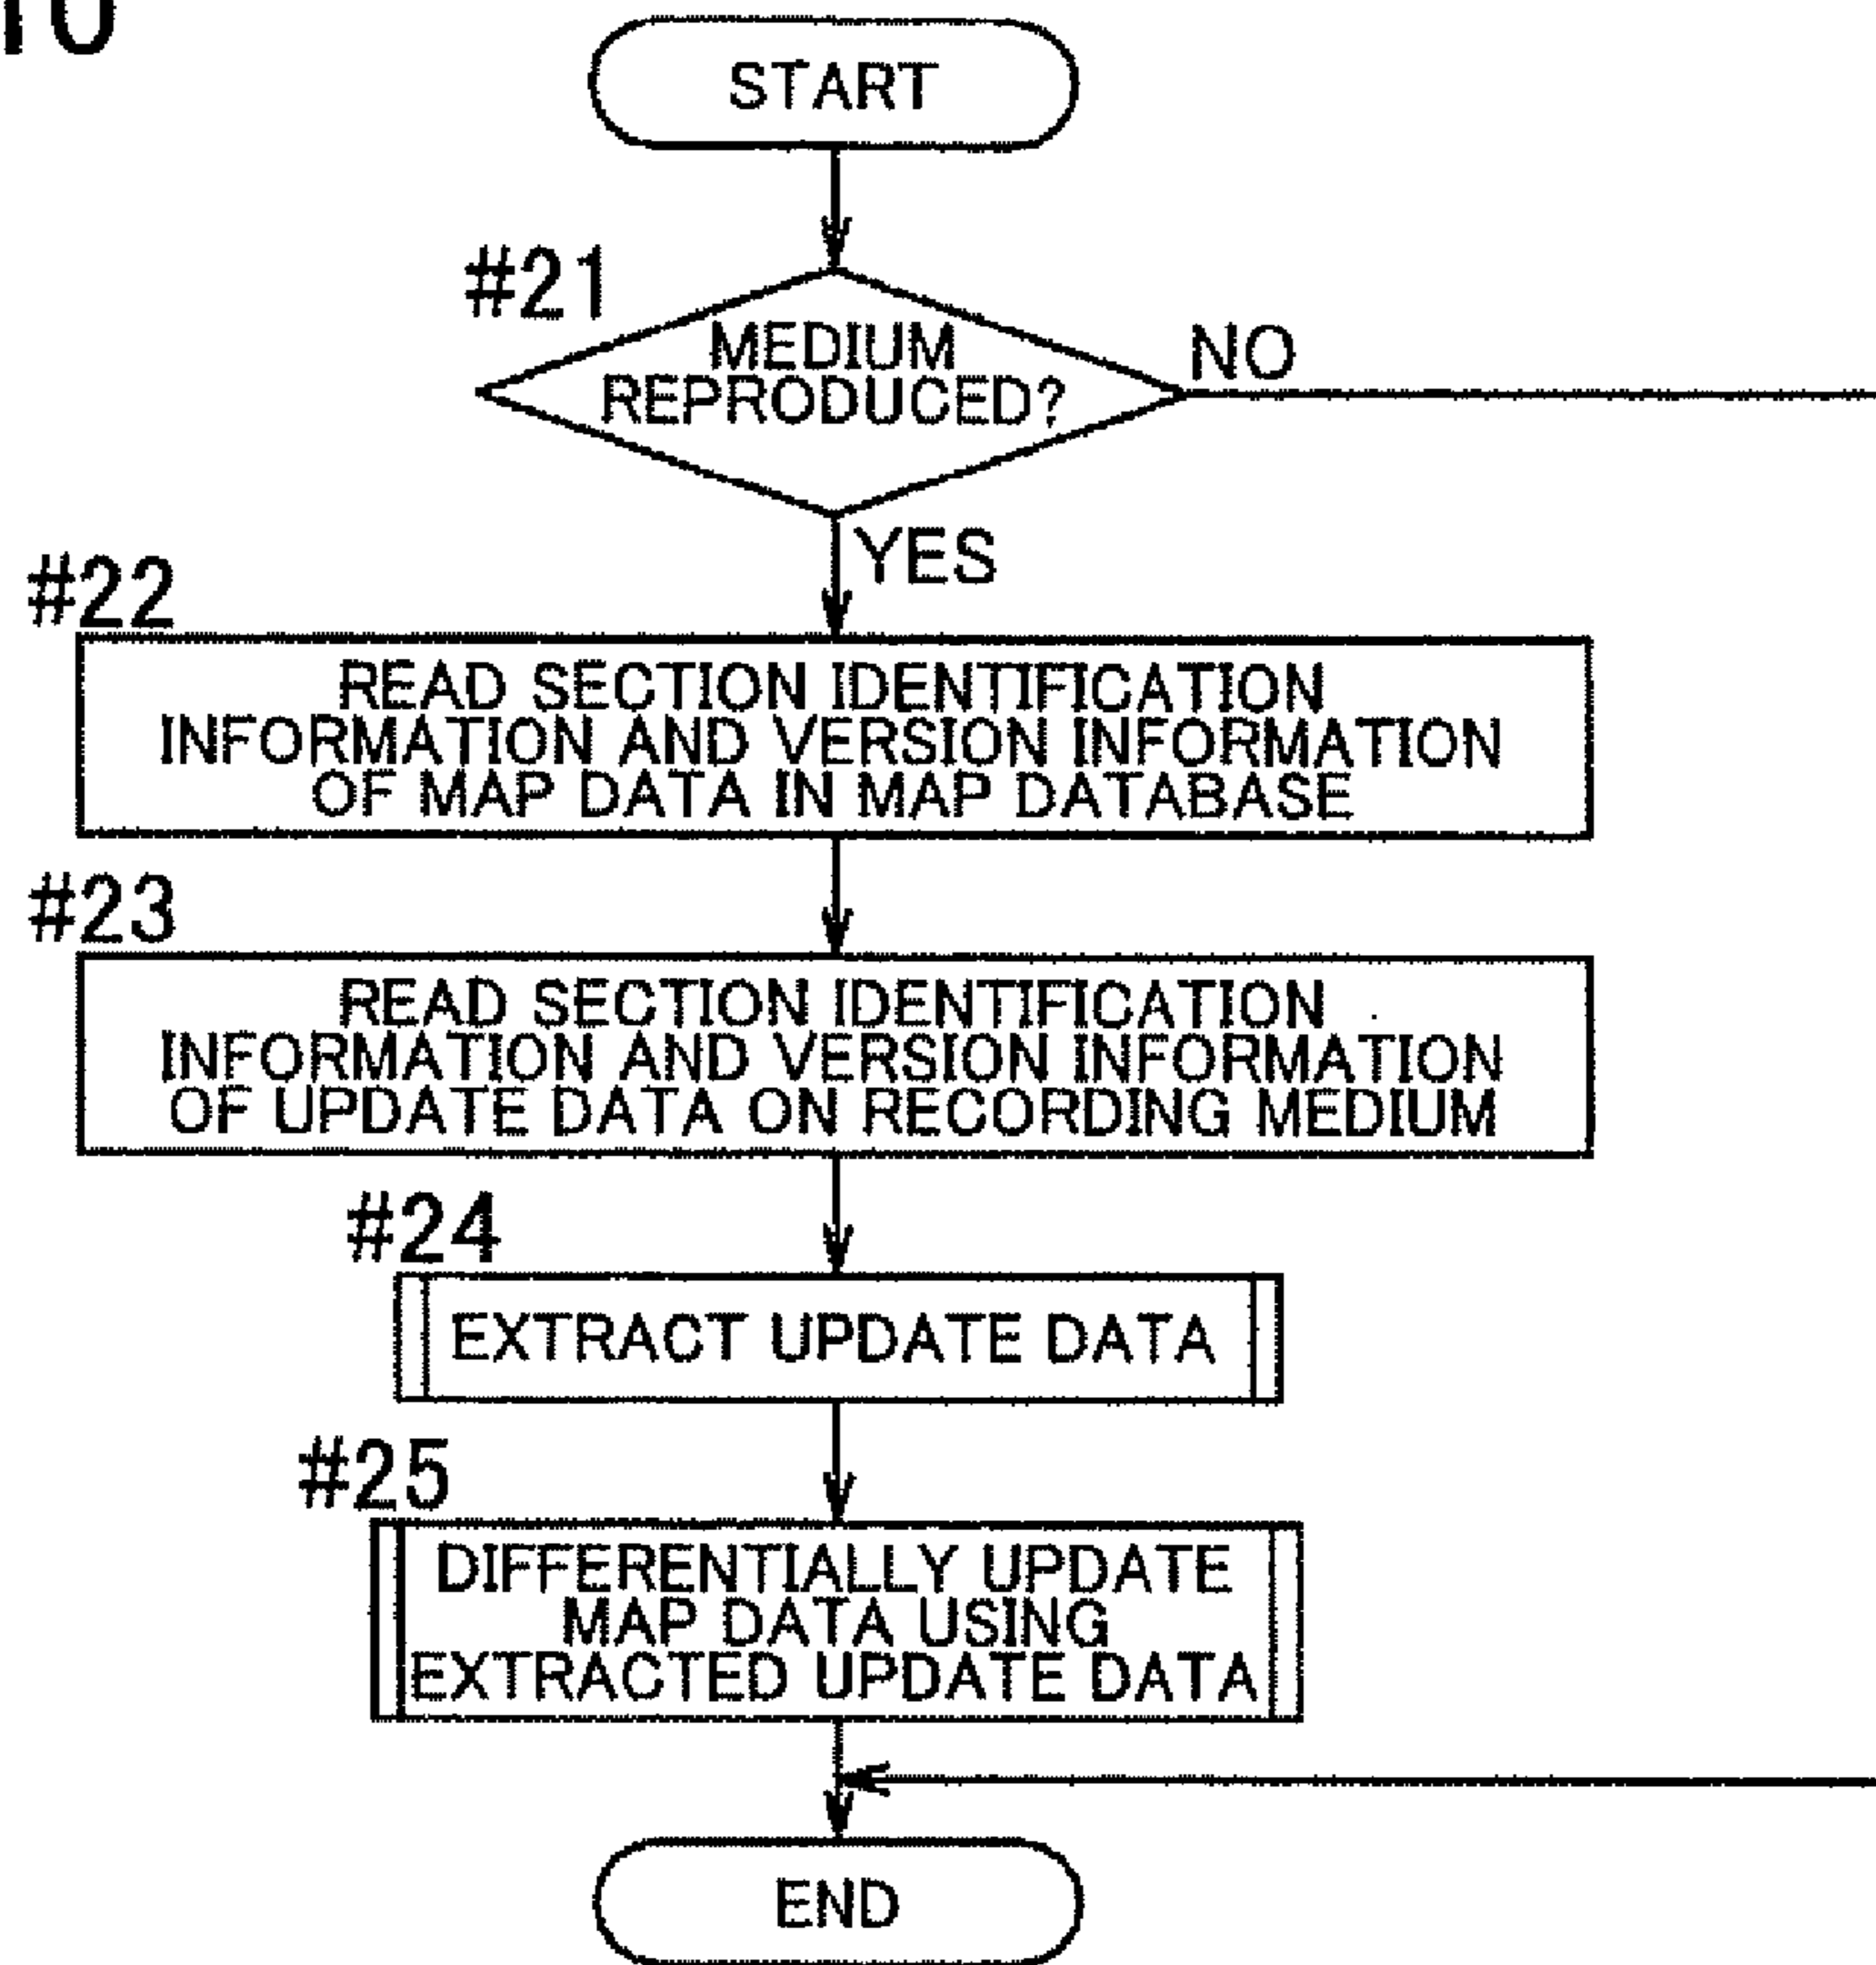 10
START
#21
MEDIUM
REPRODUCED?
NO
YES
#22
READ SECTION IDENTIFICATION
INFORMATION AND VERSION INFORMATION
OF MAP DATA IN MAP DATABASE
#23
READ SECTION IDENTIFICATION
INFORMATION AND VERSION INFORMATION
OF UPDATE DATA ON RECORDING MEDIUM
#24
EXTRACT UPDATE DATA
#25
DIFFERENTIALLY UPDATE
MAP DATA USING
EXTRACTED UPDATE DATA
END